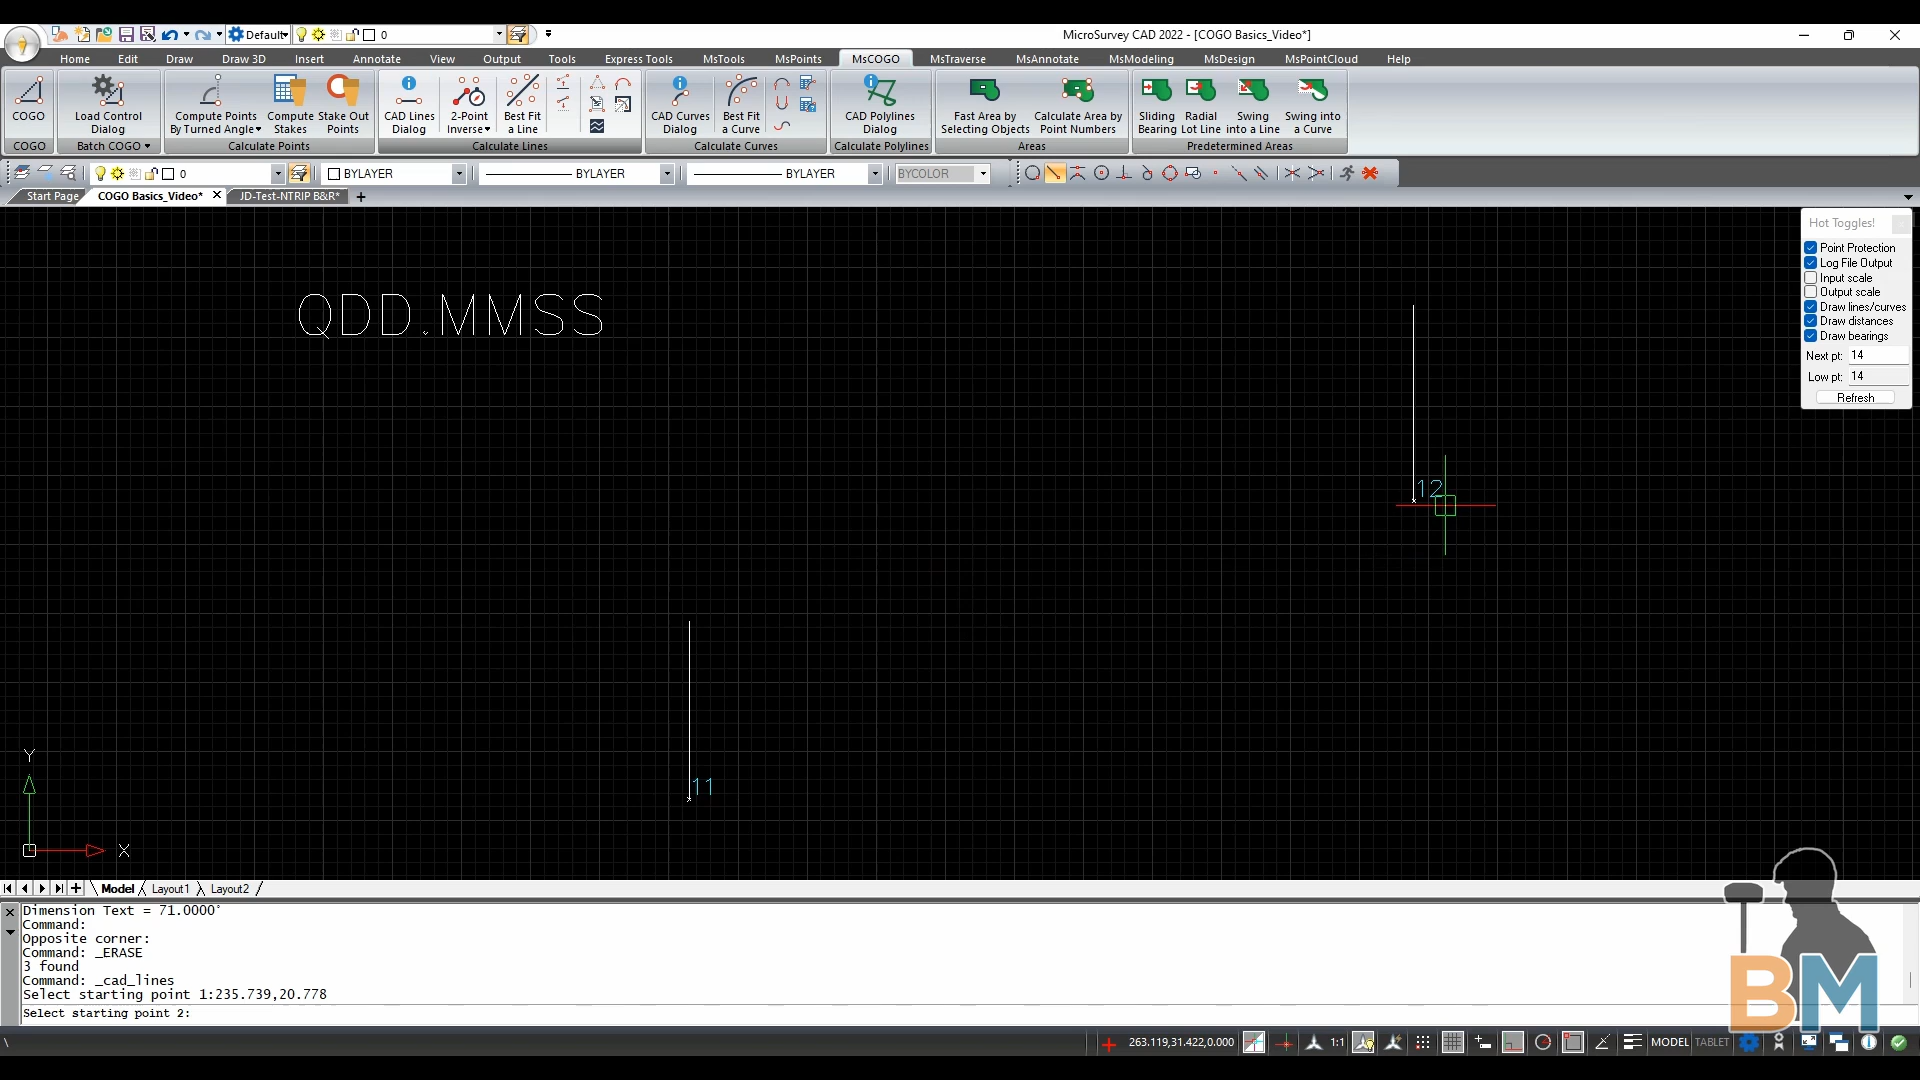 Default
0
MicroSurvey CAD 2022 - [COGO Basics_Video*]
Home Edit Draw Draw 3D Insert Annotate View Output Tools Express Tools MsTools MsPoints MsCOGO MsTraverse MsAnnotate MsModeling MsDesign MsPointCloud Help
COGO
Load Control Dialog
Compute Points By Turned Angle
Compute Stakes
Stake Out Points
CAD Lines Dialog
2-Point Inverse
Best Fit a Line
CAD Curves Dialog
Best Fit a Curve
CAD Polylines Dialog
Fast Area by Selecting Objects
Calculate Area by Point Numbers
Sliding Bearing
Radial Lot Line
Swing into a Line
Swing into a Curve
COGO Batch COGO Calculate Points Calculate Lines Calculate Curves Calculate Polylines Areas Predetermined Areas
0 BYLAYER BYLAYER BYLAYER BYCOLOR
Start Page COGO Basics_Video* JD-Test-NTRIP B&R*
Hot Toggles!
Point Protection
Log File Output
Input scale
Output scale
Draw lines/curves
Draw distances
Draw bearings
Next pt: 14
Low pt: 14
Refresh
QDD.MMSS
12
11
Y
X
Model Layout1 Layout2
Dimension Text = 71.0000°
Command:
Opposite corner:
Command: _ERASE
3 found
Command: _cad_lines
Select starting point 1:235.739,20.778
Select starting point 2:
BM
\ 263.119,31.422,0.000 1:1 MODEL TABLET